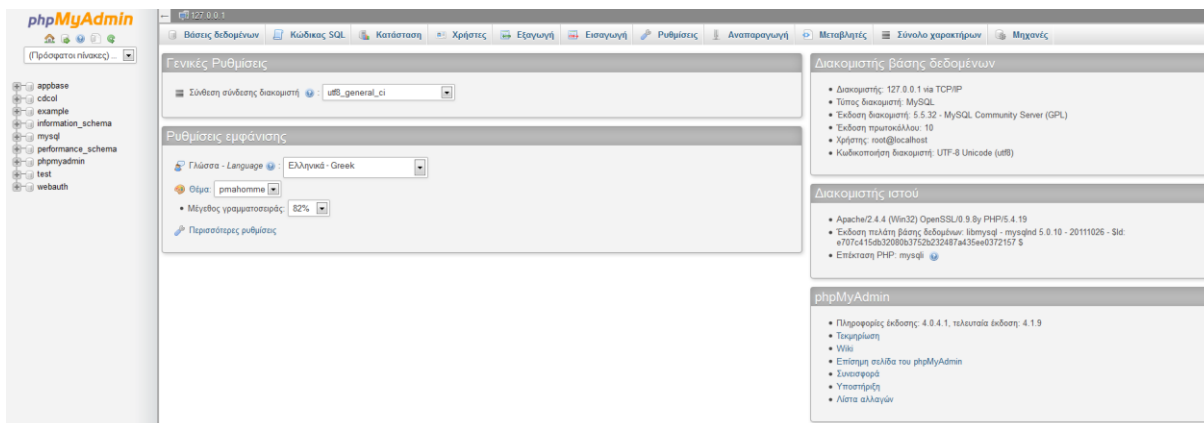 phpMyAdmin
(Πρόσφατοι πίνακες) ...
appbase
cdcol
example
information_schema
mysql
performance_schema
phpmyadmin
test
webauth
127.0.0.1
Βάσεις δεδομένων Κώδικας SQL Κατάσταση Χρήστες Εξαγωγή Εισαγωγή Ρυθμίσεις Αναπαραγωγή Μεταβλητές Σύνολο χαρακτήρων Μηχανές
Γενικές Ρυθμίσεις
Σύνθεση σύνδεσης διακομιστή : utf8_general_ci
Ρυθμίσεις εμφάνισης
Γλώσσα - Language : Ελληνικά - Greek
Θέμα: pmahomme
• Μέγεθος γραμματοσειράς: 82%
Περισσότερες ρυθμίσεις
Διακομιστής βάσης δεδομένων
• Διακομιστής: 127.0.0.1 via TCP/IP
• Τύπος διακομιστή: MySQL
• Έκδοση διακομιστή: 5.5.32 - MySQL Community Server (GPL)
• Έκδοση πρωτοκόλλου: 10
• Χρήστης: root@localhost
• Κωδικοποίηση διακομιστή: UTF-8 Unicode (utf8)
Διακομιστής ιστού
• Apache/2.4.4 (Win32) OpenSSL/0.9.8y PHP/5.4.19
• Έκδοση πελάτη βάσης δεδομένων: libmysql - mysqlnd 5.0.10 - 20111026 - $Id:
e707c415db32080b3752b232487a435ee0372157 $
• Επέκταση PHP: mysqli
phpMyAdmin
• Πληροφορίες έκδοσης: 4.0.4.1, τελευταία έκδοση: 4.1.9
• Τεκμηρίωση
• Wiki
• Επίσημη σελίδα του phpMyAdmin
• Συνεισφορά
• Υποστήριξη
• Λίστα αλλαγών